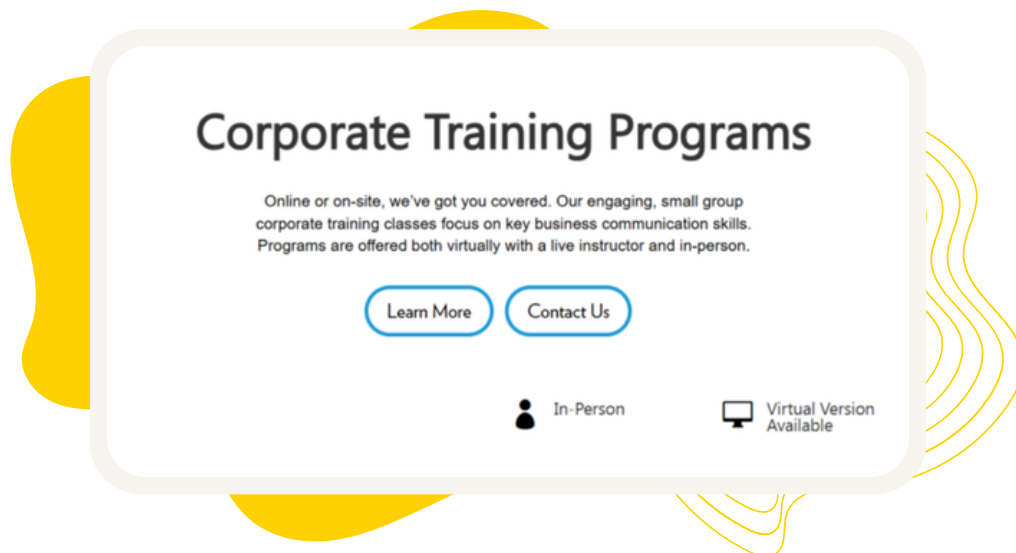 Corporate Training Programs
Online or on-site, we've got you covered. Our engaging, small group
corporate training classes focus on key business communication skills.
Programs are offered both virtually with a live instructor and in-person.
Learn More
Contact Us
In-Person
Virtual Version
Available